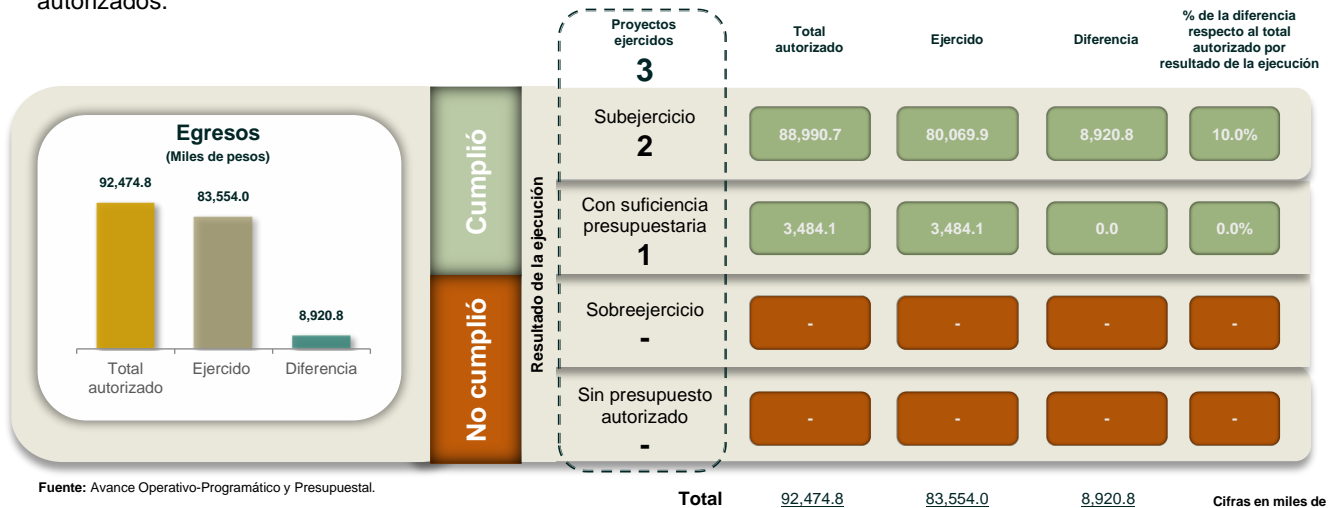 autorizados.
Proyectos
ejercidos
3
Total
autorizado
Ejercido
Diferencia
% de la diferencia
respecto al total
autorizado por
resultado de la ejecución
Egresos
(Miles de pesos)
92,474.8
83,554.0
8,920.8
Total
autorizado
Ejercido
Diferencia
Cumplió
No cumplió
Resultado de la ejecución
Subejercicio
2
88,990.7
80,069.9
8,920.8
10.0%
Con suficiencia
presupuestaria
1
3,484.1
3,484.1
0.0
0.0%
Sobreejercicio
-
-
-
-
-
Sin presupuesto
autorizado
-
-
-
-
-
Fuente: Avance Operativo-Programático y Presupuestal.
Total
92,474.8
83,554.0
8,920.8
Cifras en miles de